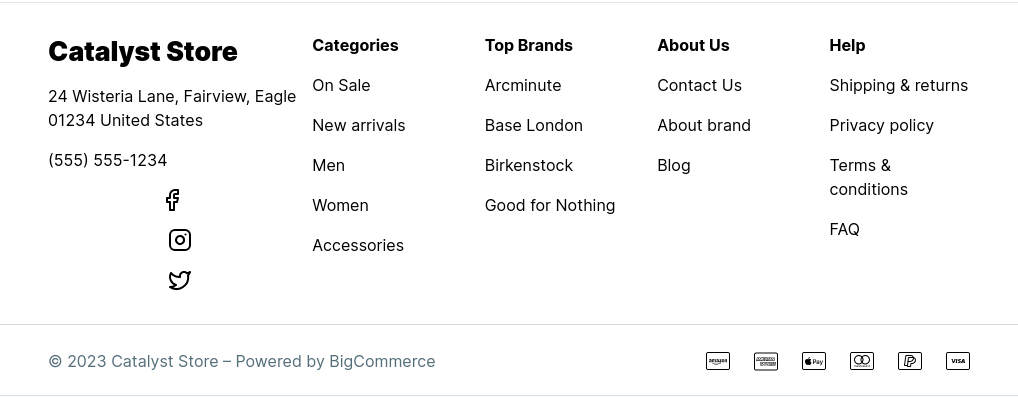 Catalyst Store
24 Wisteria Lane, Fairview, Eagle
01234 United States
(555) 555-1234
Categories
On Sale
New arrivals
Men
Women
Accessories
Top Brands
Arcminute
Base London
Birkenstock
Good for Nothing
About Us
Contact Us
About brand
Blog
Help
Shipping & returns
Privacy policy
Terms &
conditions
FAQ
© 2023 Catalyst Store – Powered by BigCommerce
amazon
Pay
VISA